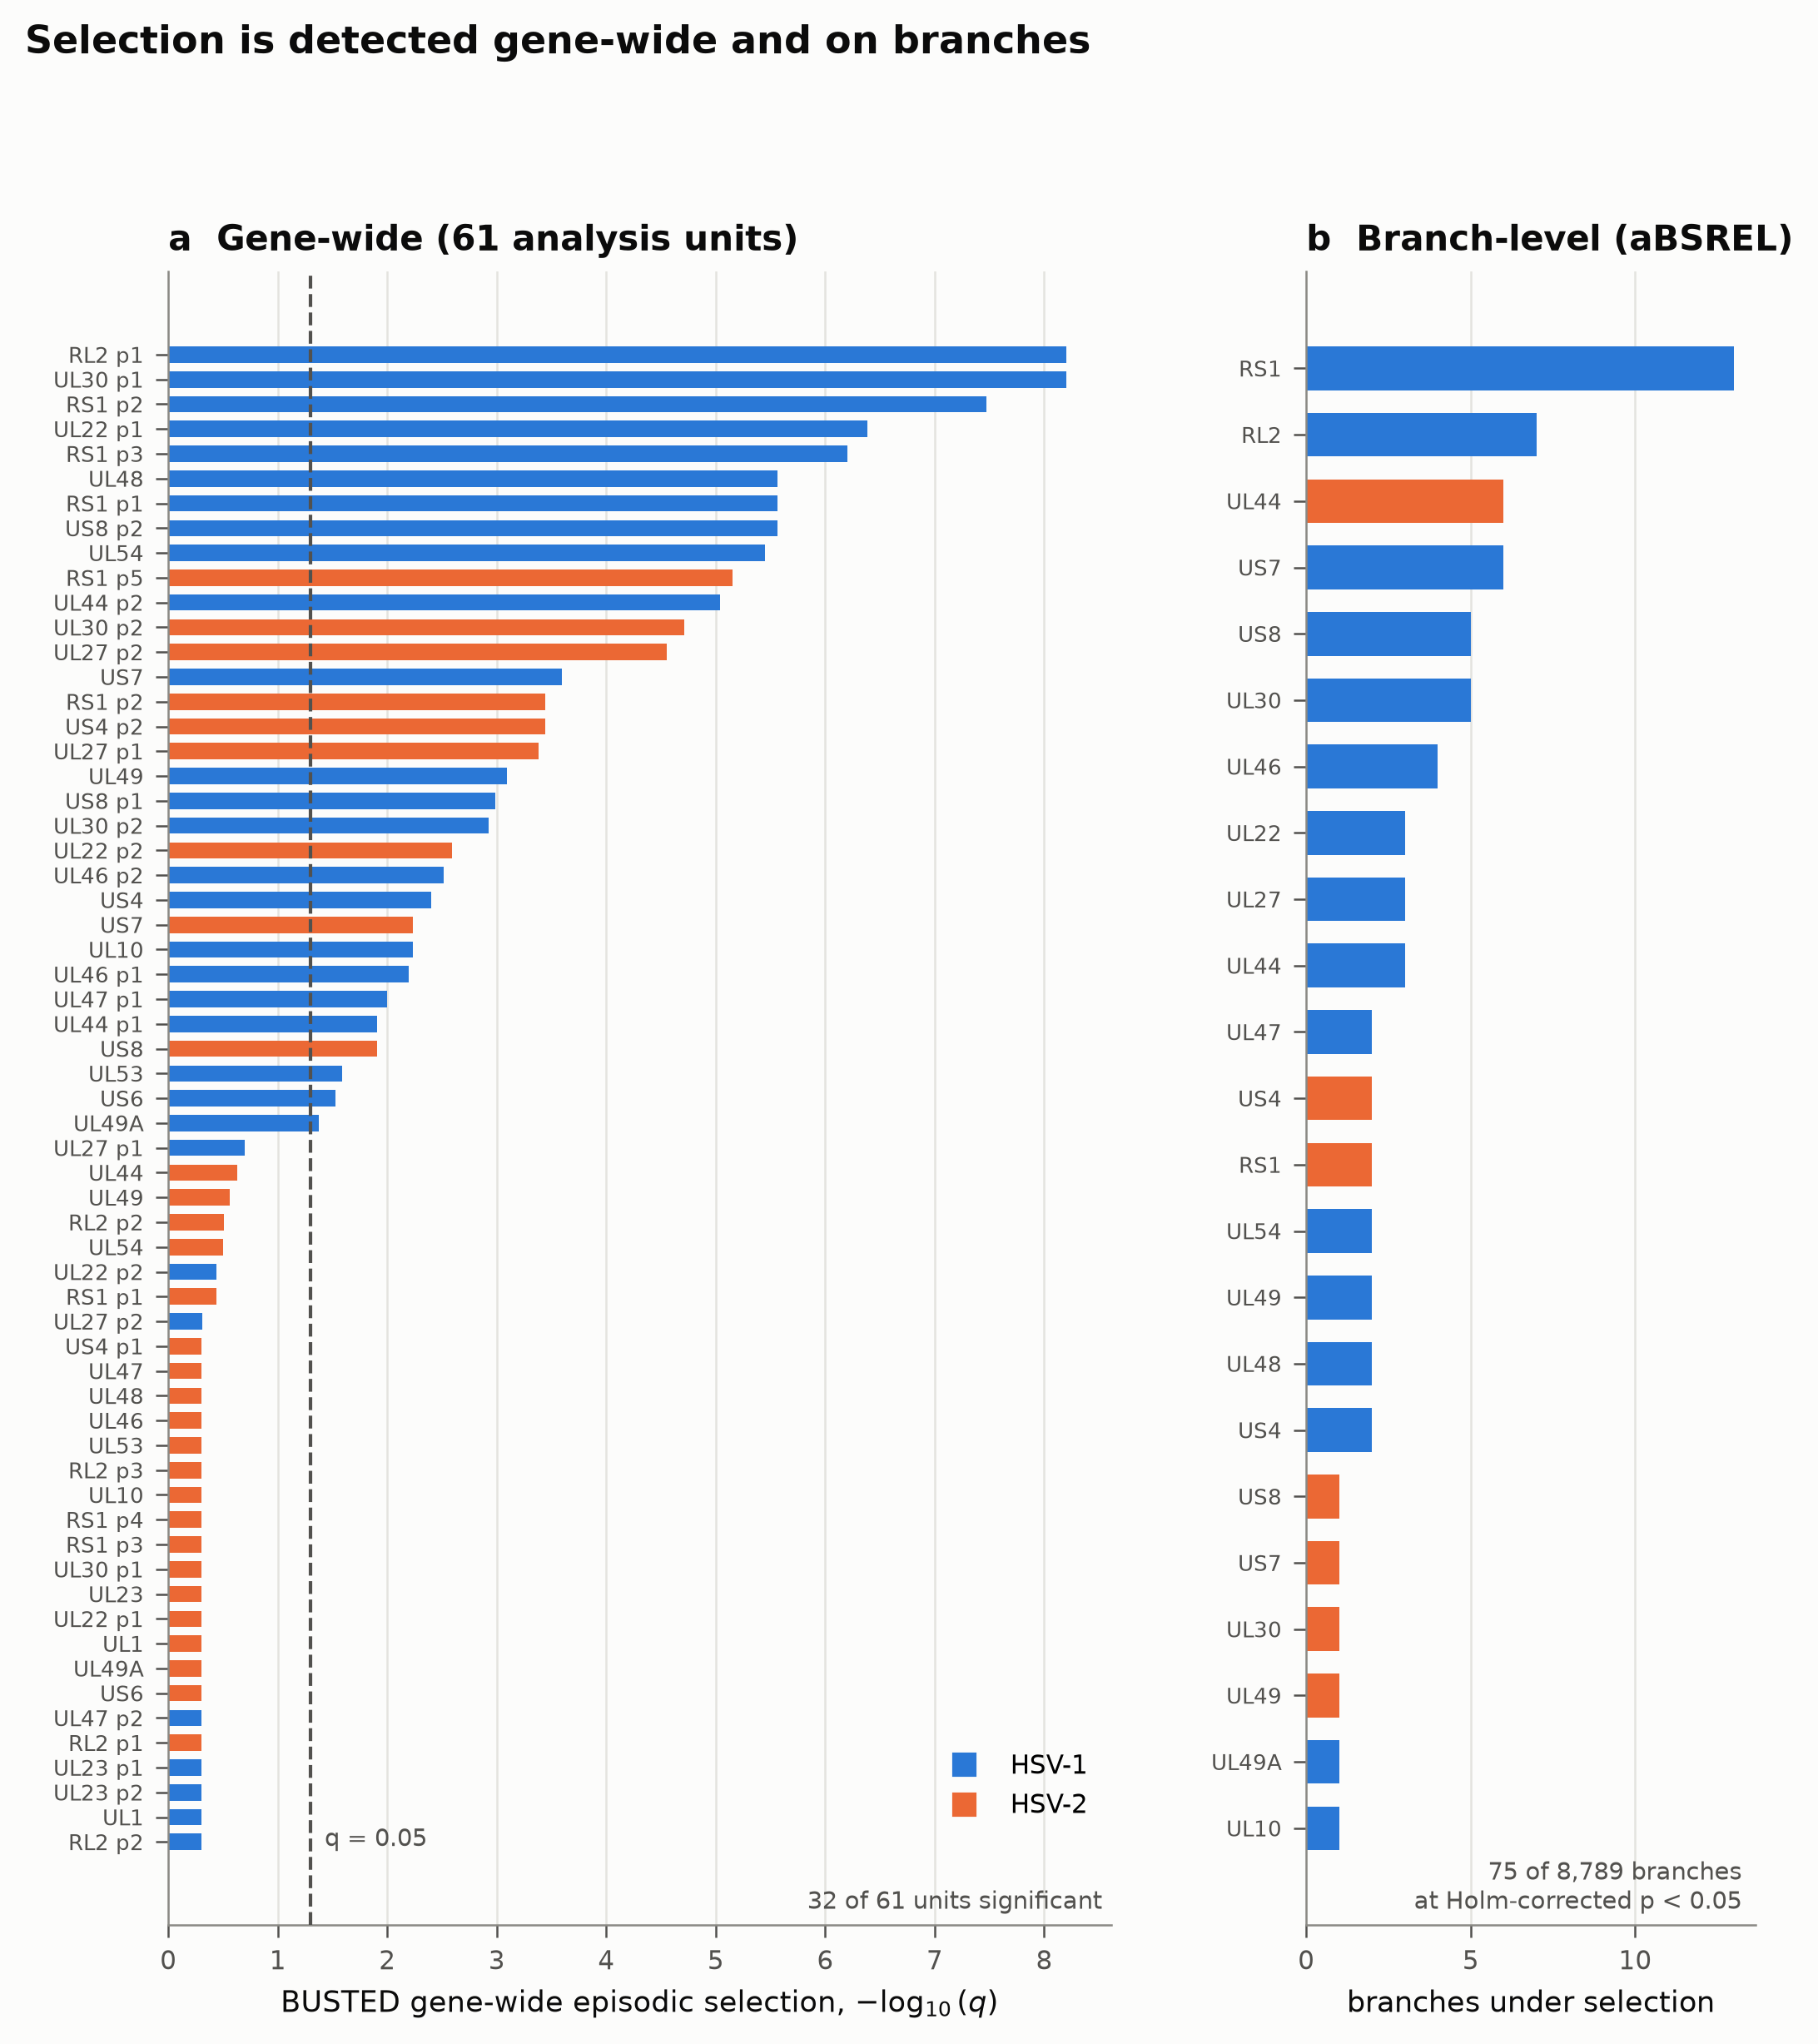 Selection is detected gene-wide and on branches
a Gene-wide (61 analysis units)
RL2 p1
UL30 p1
RS1 p2
UL22 p1
RS1 p3
UL48
RS1 p1
US8 p2
UL54
RS1 p5
UL44 p2
UL30 p2
UL27 p2
US7
RS1 p2
US4 p2
UL27 p1
UL49
US8 p1
UL30 p2
UL22 p2
UL46 p2
US4
US7
UL10
UL46 p1
UL47 p1
UL44 p1
US8
UL53
US6
UL49A
UL27 p1
UL44
UL49
RL2 p2
UL54
UL22 p2
RS1 p1
UL27 p2
US4 p1
UL47
UL48
UL46
UL53
RL2 p3
UL10
RS1 p4
RS1 p3
UL30 p1
UL23
UL22 p1
UL1
UL49A
US6
UL47 p2
RL2 p1
UL23 p1
UL23 p2
UL1
RL2 p2
q = 0.05
HSV-1
HSV-2
32 of 61 units significant
0 1 2 3 4 5 6 7 8
BUSTED gene-wide episodic selection, −log10 (q)
b Branch-level (aBSREL)
RS1
RL2
UL44
US7
US8
UL30
UL46
UL22
UL27
UL44
UL47
US4
RS1
UL54
UL49
UL48
US4
US8
US7
UL30
UL49
UL49A
UL10
75 of 8,789 branches
at Holm-corrected p < 0.05
0 5 10
branches under selection